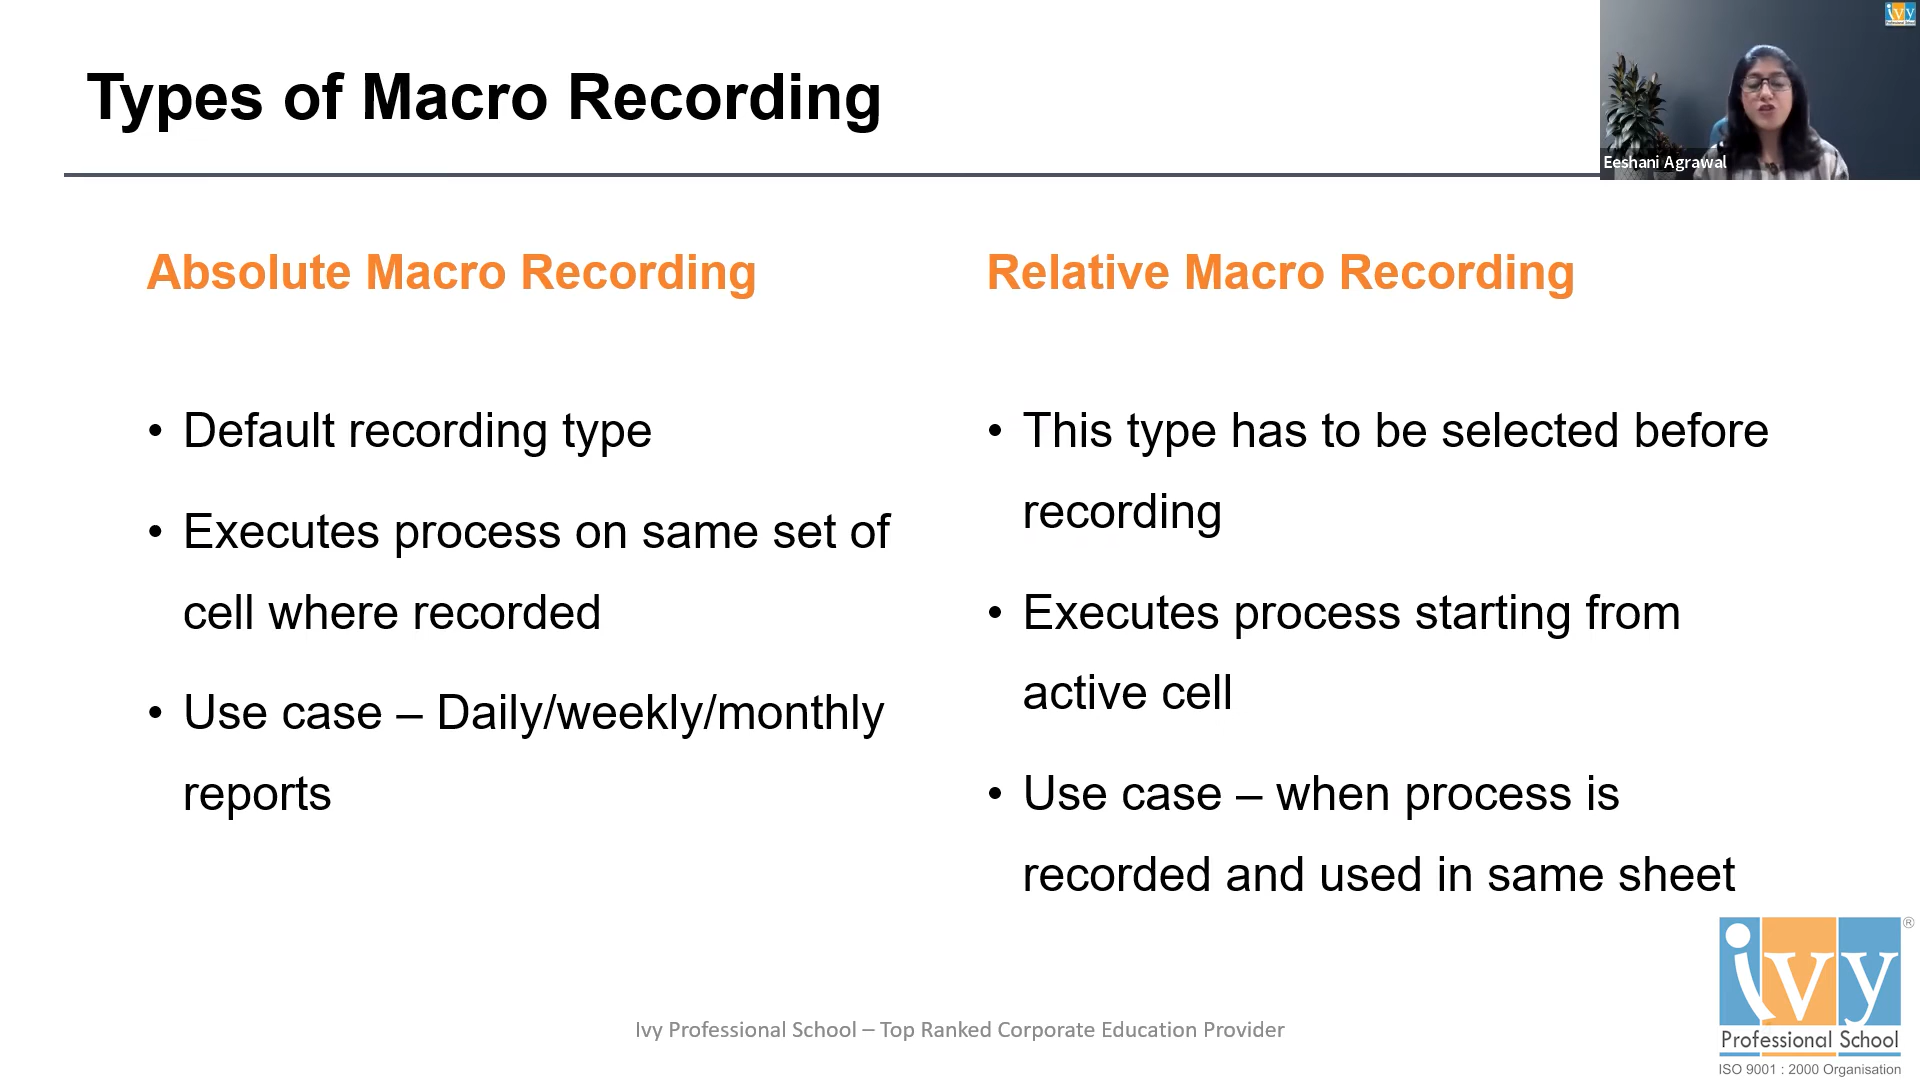 Types of Macro Recording
ivy
Eeshani Agrawal
Absolute Macro Recording
• Default recording type
• Executes process on same set of
cell where recorded
• Use case – Daily/weekly/monthly
reports
Relative Macro Recording
• This type has to be selected before
recording
• Executes process starting from
active cell
• Use case – when process is
recorded and used in same sheet
Ivy Professional School – Top Ranked Corporate Education Provider
ivy®
Professional School
ISO 9001 : 2000 Organisation